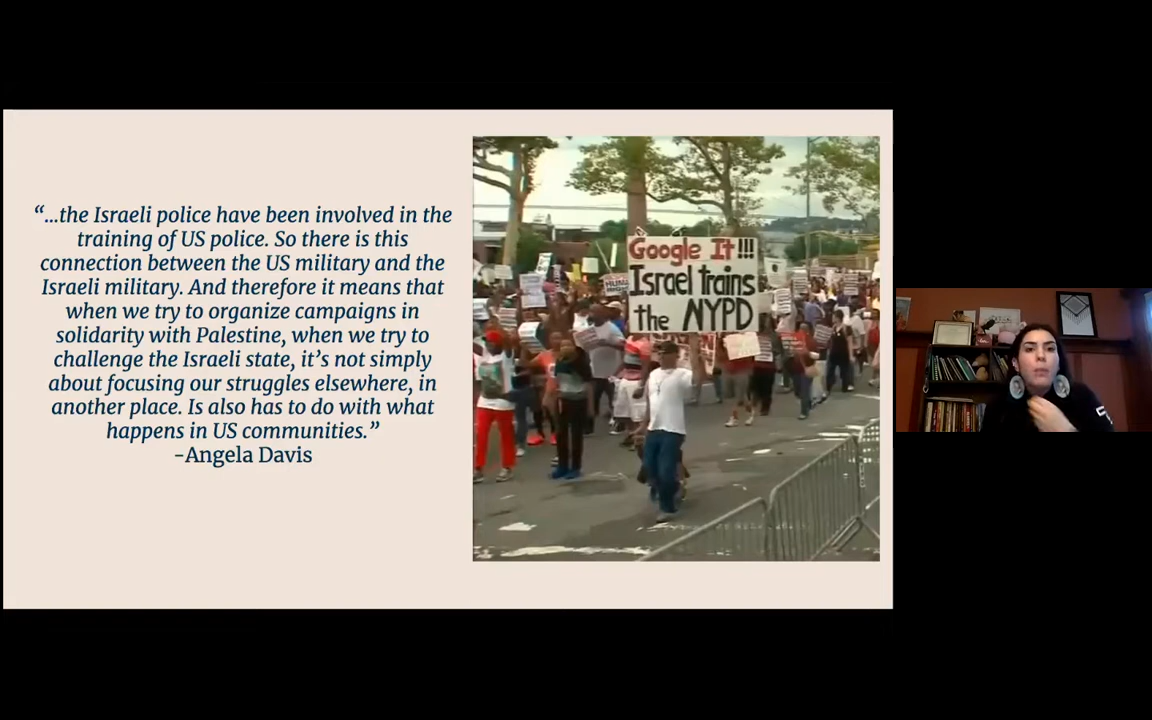 “...the Israeli police have been involved in the
training of US police. So there is this
connection between the US military and the
Israeli military. And therefore it means that
when we try to organize campaigns in
solidarity with Palestine, when we try to
challenge the Israeli state, it’s not simply
about focusing our struggles elsewhere, in
another place. Is also has to do with what
happens in US communities.”
-Angela Davis
Google It!!!
Israel trains
the NYPD